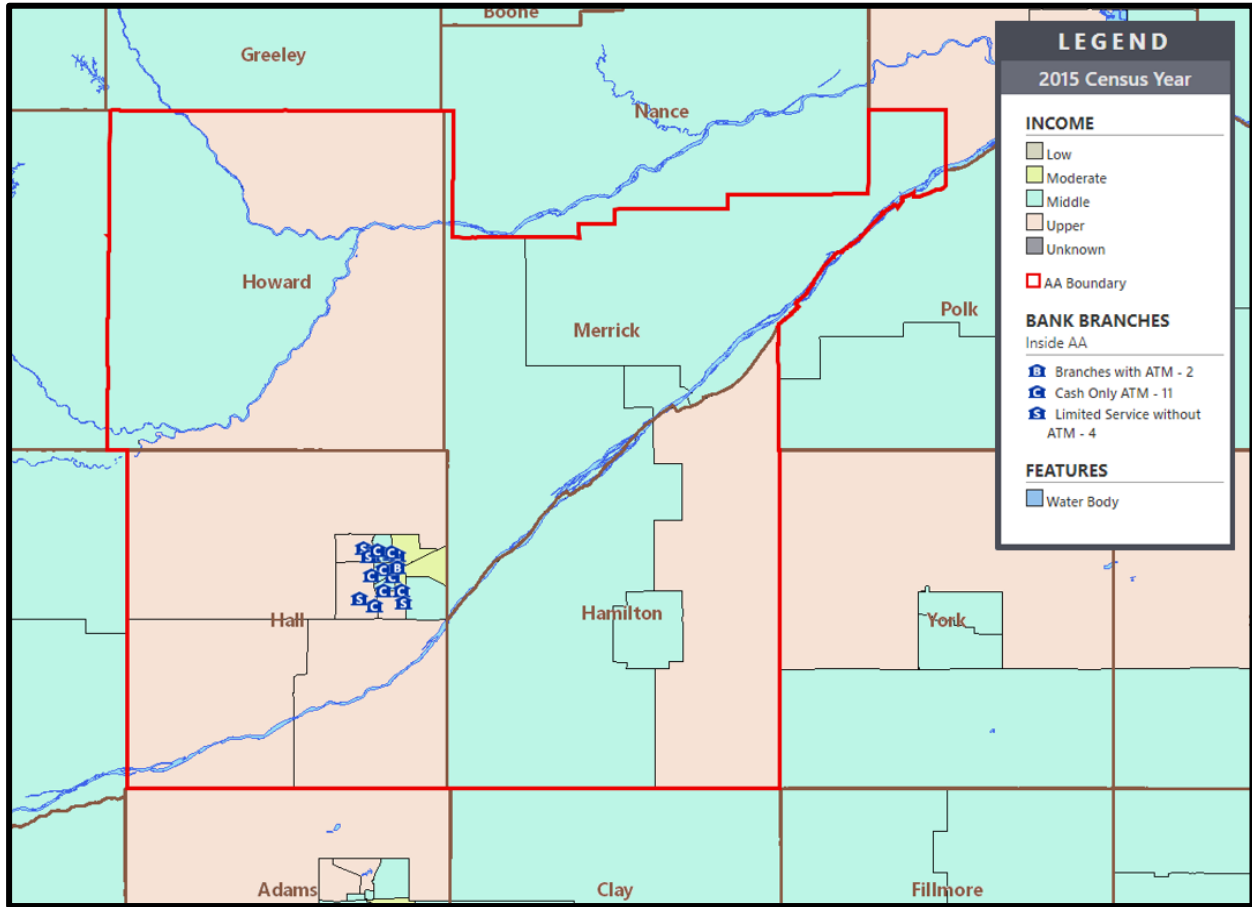 Boone
Greeley
Nance
Howard
Merrick
Polk
Hall
Hamilton
York
Adams
Clay
Fillmore
LEGEND
2015 Census Year
INCOME
Low
Moderate
Middle
Upper
Unknown
AA Boundary
BANK BRANCHES
Inside AA
B Branches with ATM - 2
C Cash Only ATM - 11
S Limited Service without
ATM - 4
FEATURES
Water Body